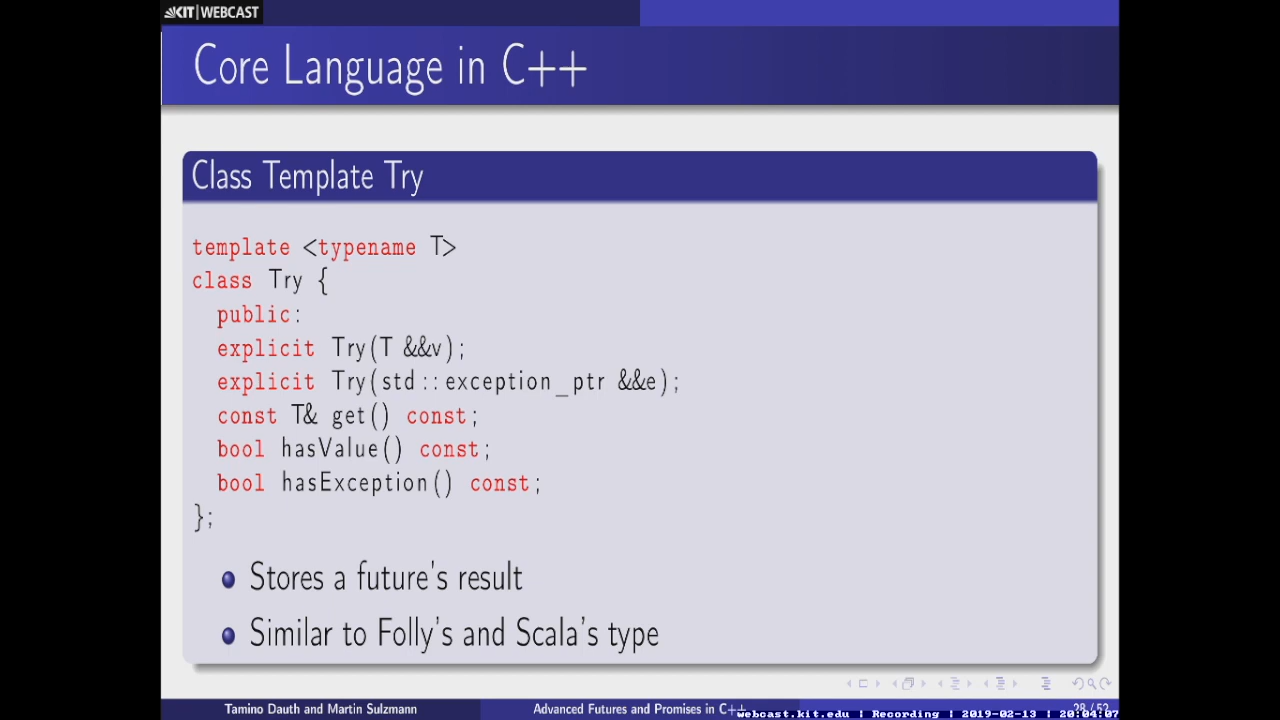 KIT | WEBCAST
Core Language in C++
Class Template Try
template <typename T>
class Try {
public:
explicit Try(T &&v);
explicit Try(std::exception_ptr &&e);
const T& get() const;
bool hasValue() const;
bool hasException() const;
};
Stores a future's result
Similar to Folly's and Scala's type
Tamino Dauth and Martin Sulzmann
Advanced Futures and Promises in C++
28 / 52
webcast.kit.edu | Recording | 2019-02-13 | 20:04:07